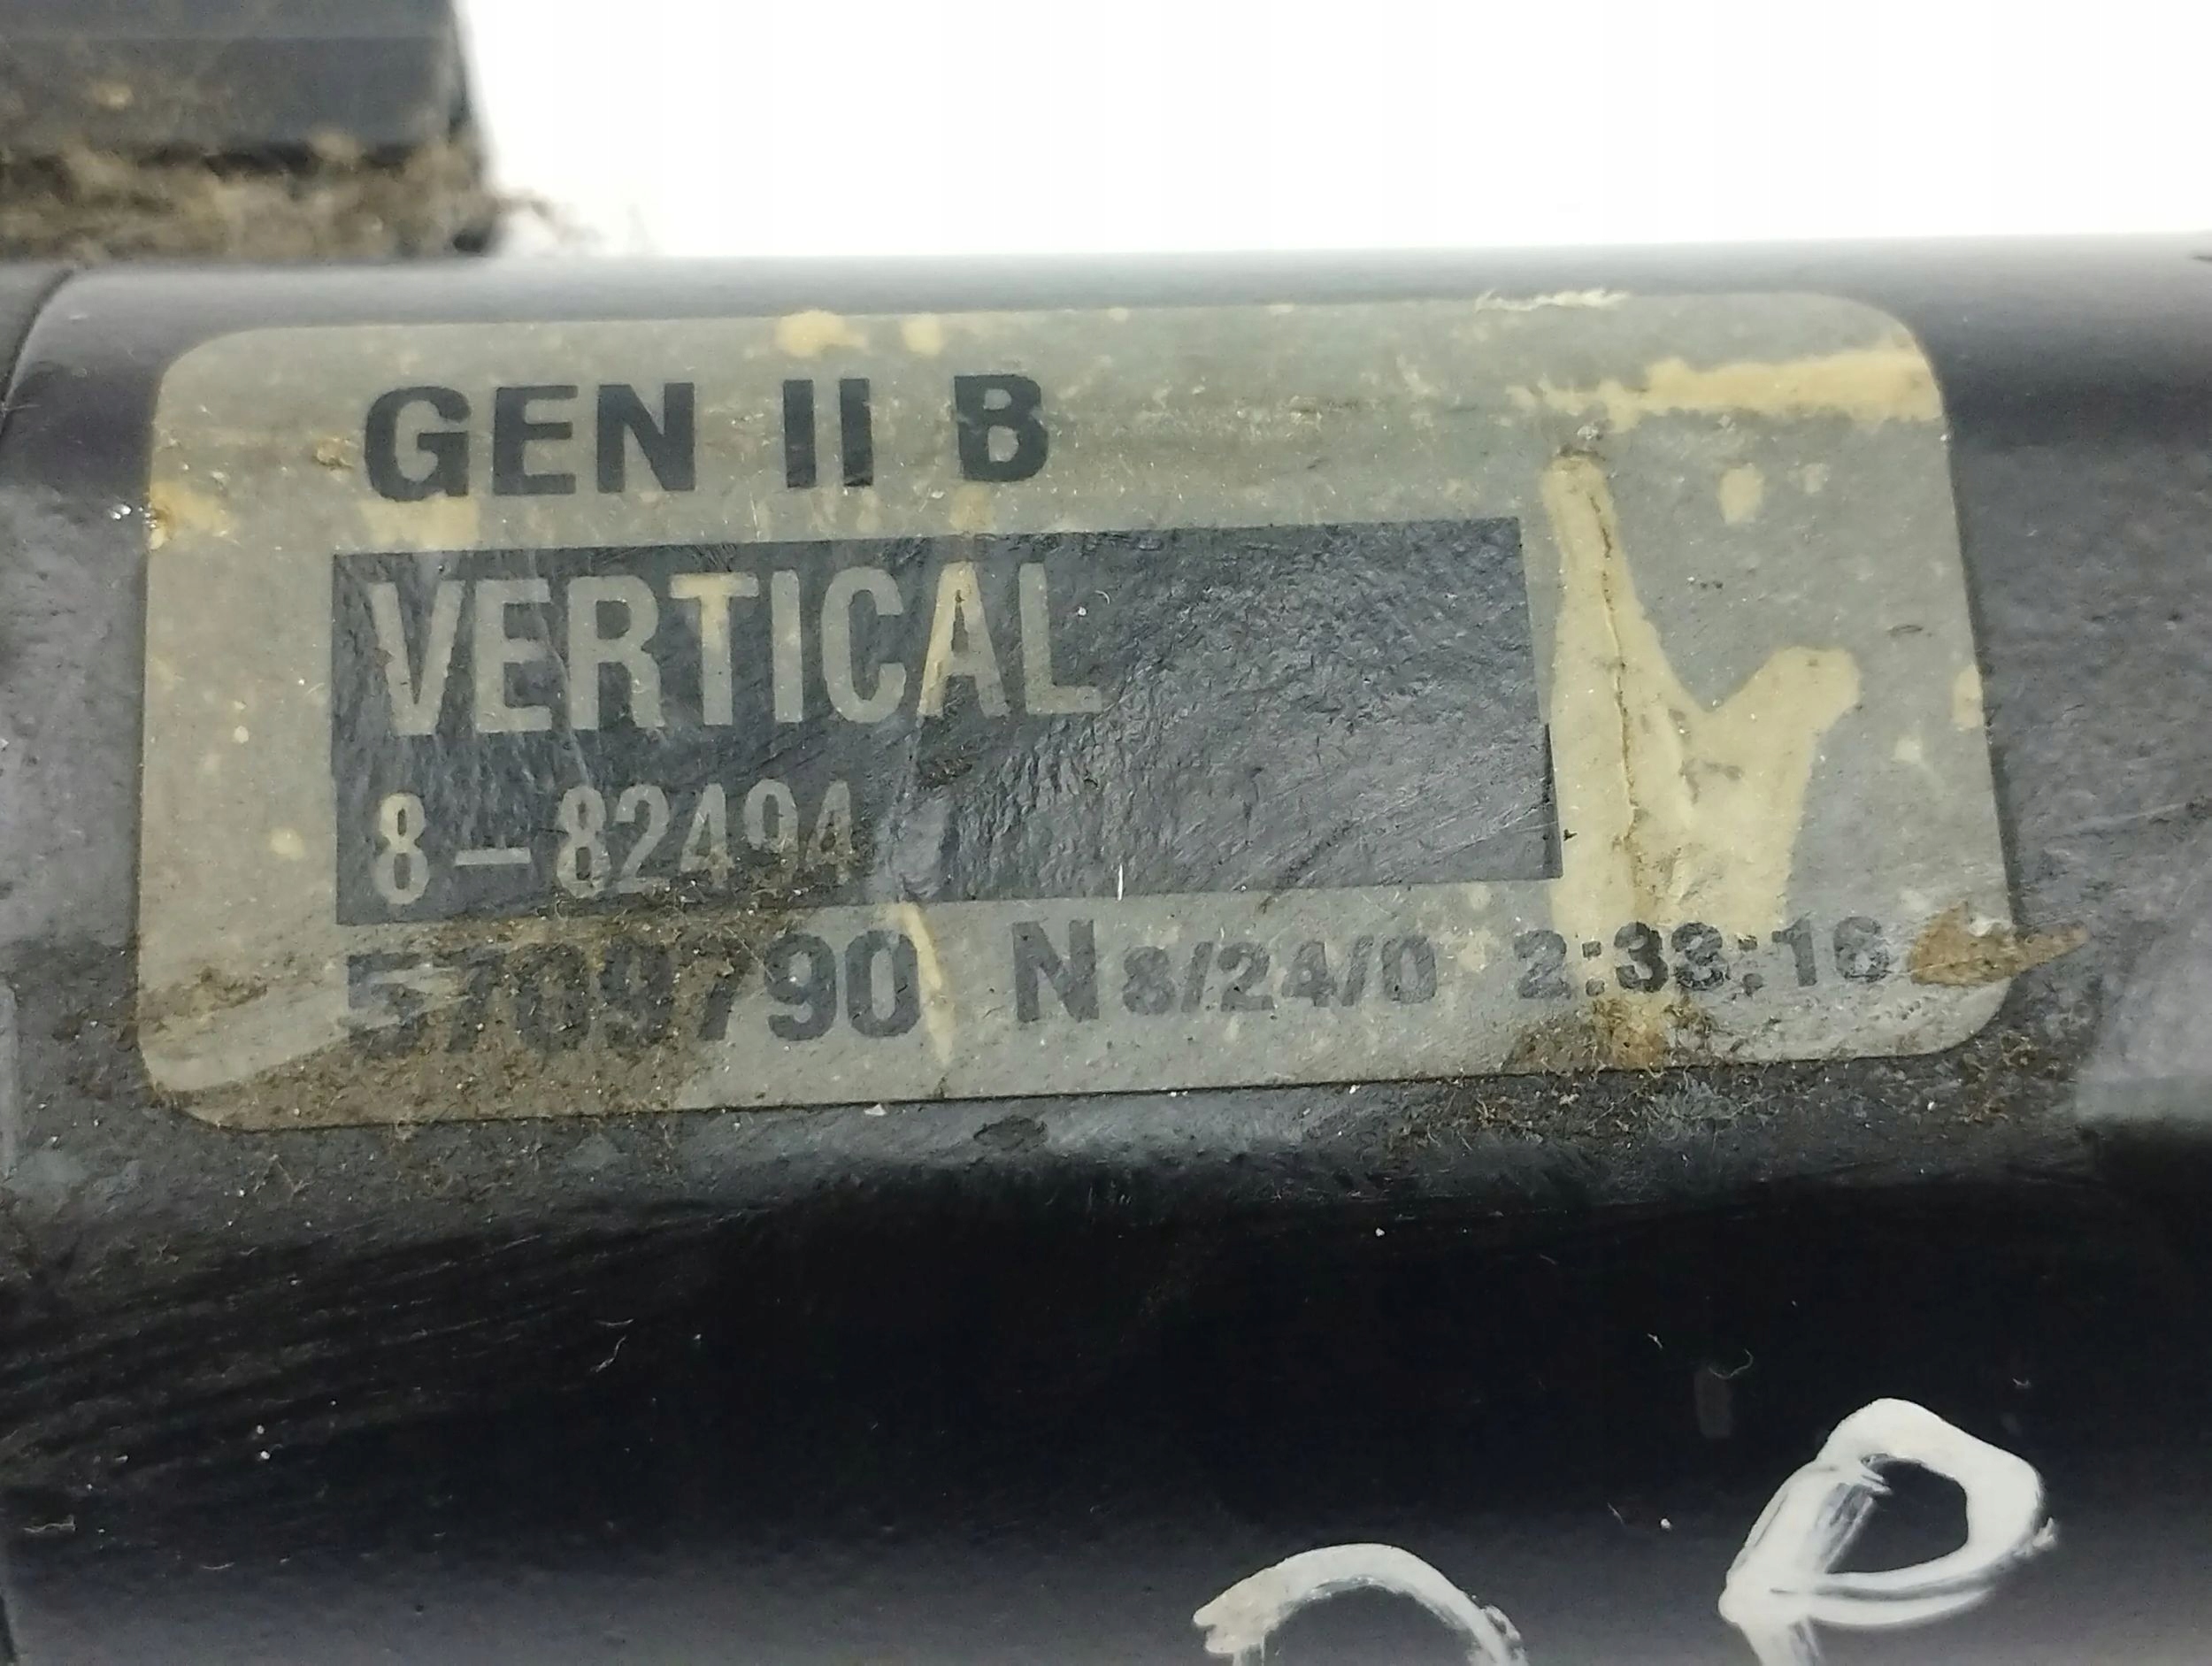 GEN II B
VERTICAL
8-82494
5709790 N 8/24/0 2:33:16